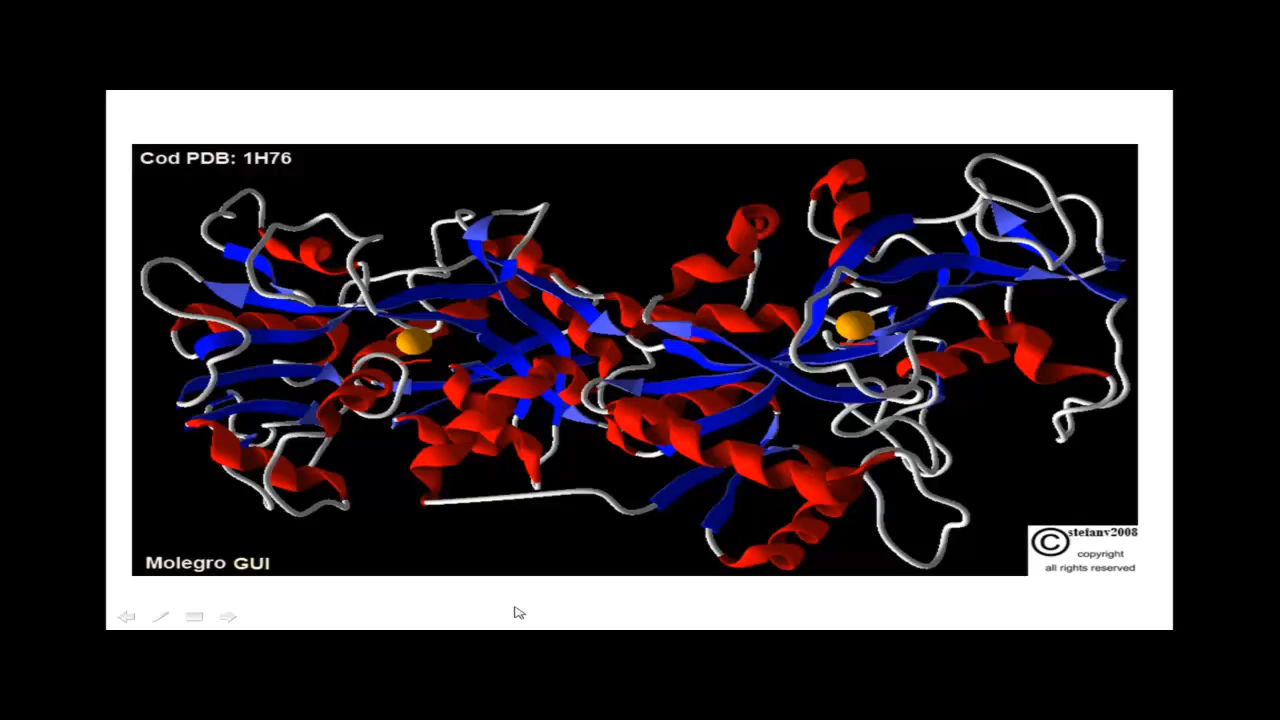 Cod PDB: 1H76
Molegro GUI
© stefanv2008
copyright
all rights reserved